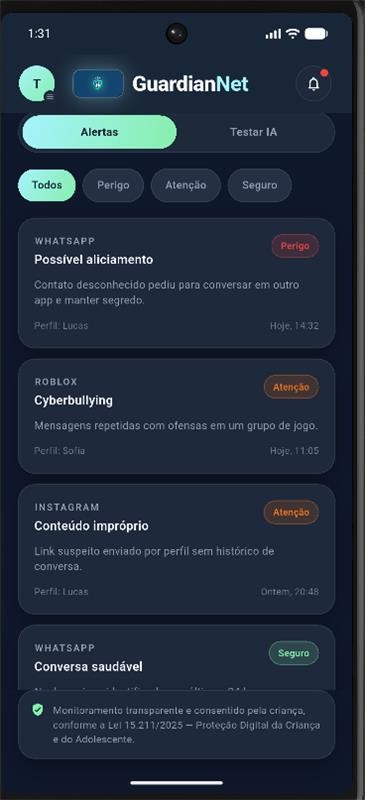 1:31
T
GuardianNet
Alertas
Testar IA
Todos
Perigo
Atenção
Seguro
WHATSAPP
Perigo
Possível aliciamento
Contato desconhecido pediu para conversar em outro
app e manter segredo.
Perfil: Lucas
Hoje, 14:32
ROBLOX
Atenção
Cyberbullying
Mensagens repetidas com ofensas em um grupo de jogo.
Perfil: Sofia
Hoje, 11:05
INSTAGRAM
Atenção
Conteúdo impróprio
Link suspeito enviado por perfil sem histórico de
conversa.
Perfil: Lucas
Ontem, 20:48
WHATSAPP
Seguro
Conversa saudável
Monitoramento transparente e consentido pela criança,
conforme a Lei 15.211/2025 — Proteção Digital da Criança
e do Adolescente.